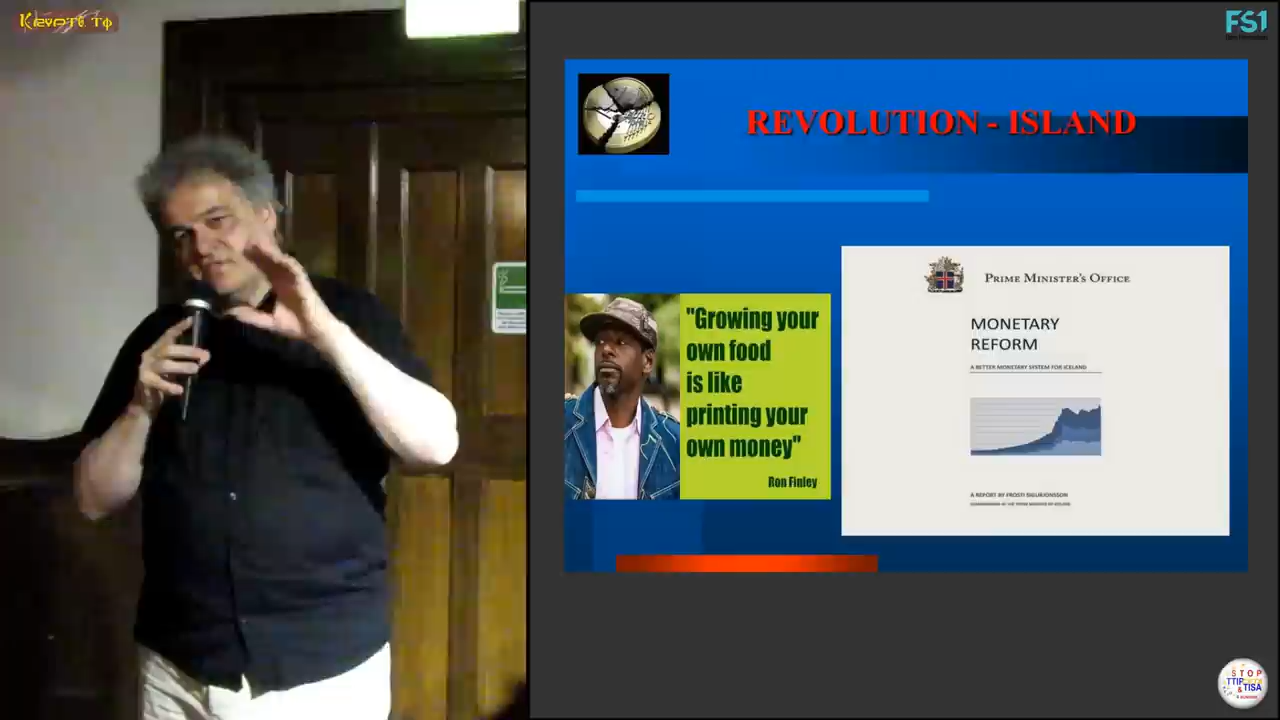 FS1
REVOLUTION - ISLAND
"Growing your
own food
is like
printing your
own money"
Ron Finley
PRIME MINISTER'S OFFICE
MONETARY
REFORM
A BETTER MONETARY SYSTEM FOR ICELAND
A REPORT BY FROSTI SIGURJONSSON
STOP
TTIP
& TISA